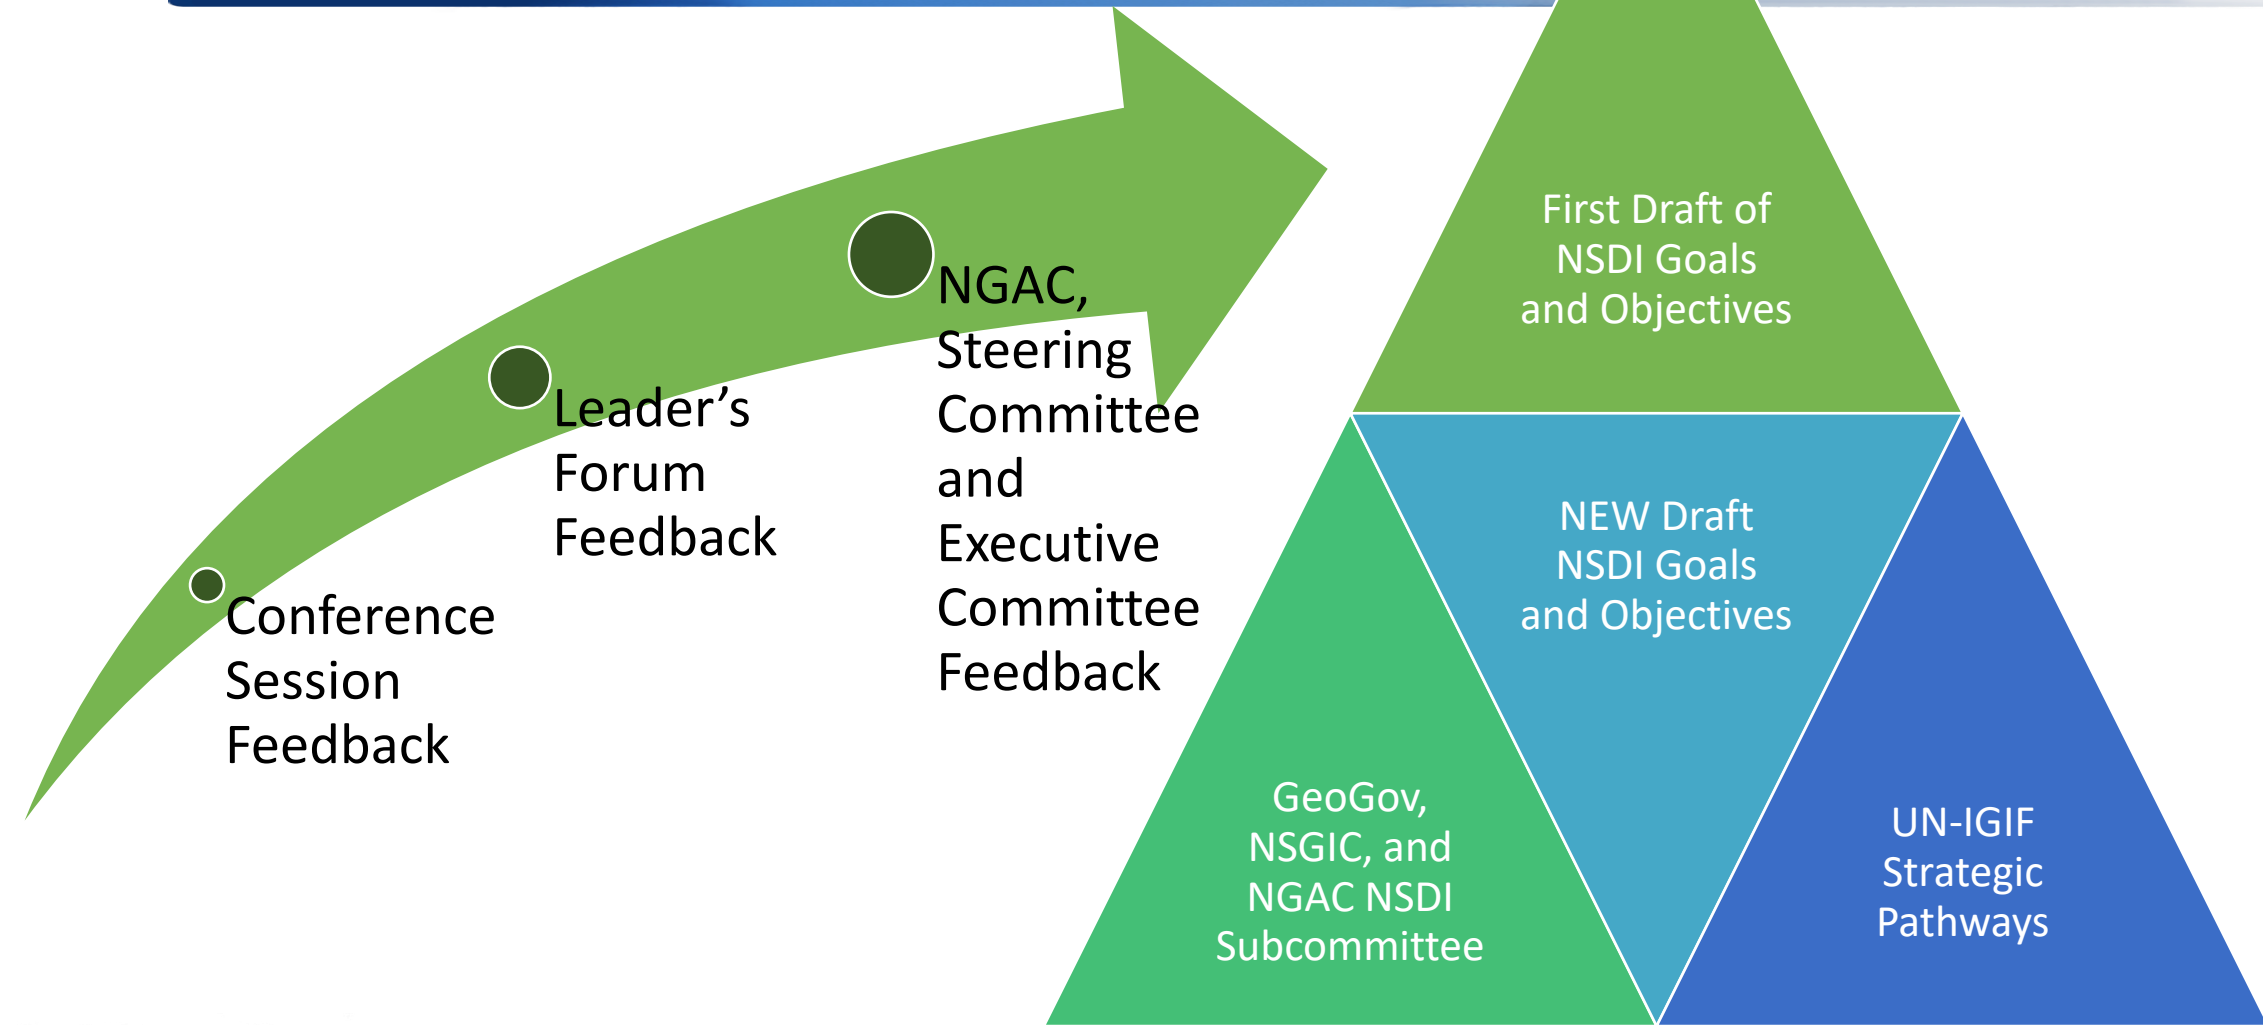 Conference
Session
Feedback
Leader’s
Forum
Feedback
NGAC,
Steering
Committee
and
Executive
Committee
Feedback
First Draft of
NSDI Goals
and Objectives
NEW Draft
NSDI Goals
and Objectives
GeoGov,
NSGIC, and
NGAC NSDI
Subcommittee
UN-IGIF
Strategic
Pathways